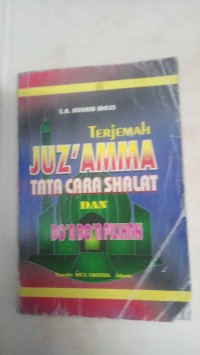 S.A. HUSAIN IDRIS
TERJEMAH
JUZ'AMMA
TATA CARA SHALAT
DAN
DO'A DO'A PILIHAN